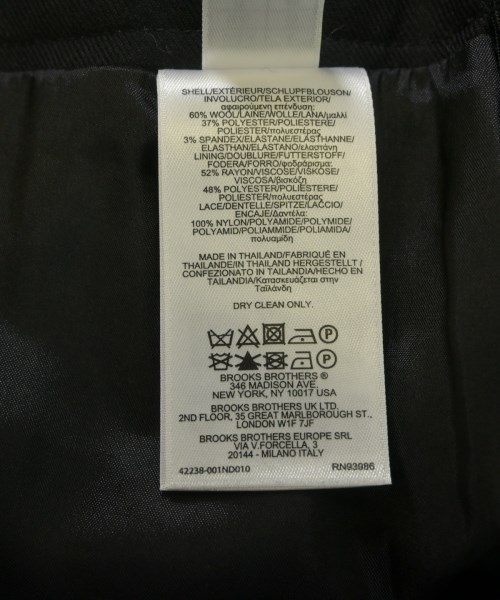 SHELL/EXTÉRIEUR/SCHLUPFBLOUSON/
INVOLUCRO/TELA EXTERIOR/
αφαιρούμενη επένδυση:
60% WOOL/LAINE/WOLLE/LANA/μαλλί
37% POLYESTER/POLIESTERE/
POLIESTER/πολυεστέρας
3% SPANDEX/ELASTANE/ELASTHANNE/
ELASTHAN/ELASTANO/ελαστάνη
LINING/DOUBLURE/FUTTERSTOFF/
FODERA/FORRO/φοδράρισμα:
52% RAYON/VISCOSE/VISKOSE/
VISCOSA/βισκόζη
48% POLYESTER/POLIESTERE/
POLIESTER/πολυεστέρας
LACE/DENTELLE/SPITZE/LACCIO/
ENCAJE/Δαντέλα:
100% NYLON/POLYAMIDE/POLYMIDE/
POLYAMID/POLIAMMIDE/POLIAMIDA/
πολυαμίδη
MADE IN THAILAND/FABRIQUÉ EN
THAILANDE/IN THAILAND HERGESTELLT/
CONFEZIONATO IN TAILANDIA/HECHO EN
TAILANDIA/Κατασκευάζεται στην
Ταϊλάνδη
DRY CLEAN ONLY.
P
P
BROOKS BROTHERS ®
346 MADISON AVE.
NEW YORK, NY 10017 USA
BROOKS BROTHERS UK LTD.
2ND FLOOR, 35 GREAT MARLBOROUGH ST.,
LONDON W1F 7JF
BROOKS BROTHERS EUROPE SRL
VIA V.FORCELLA, 3
20144 - MILANO ITALY
42238-001ND010 RN93986